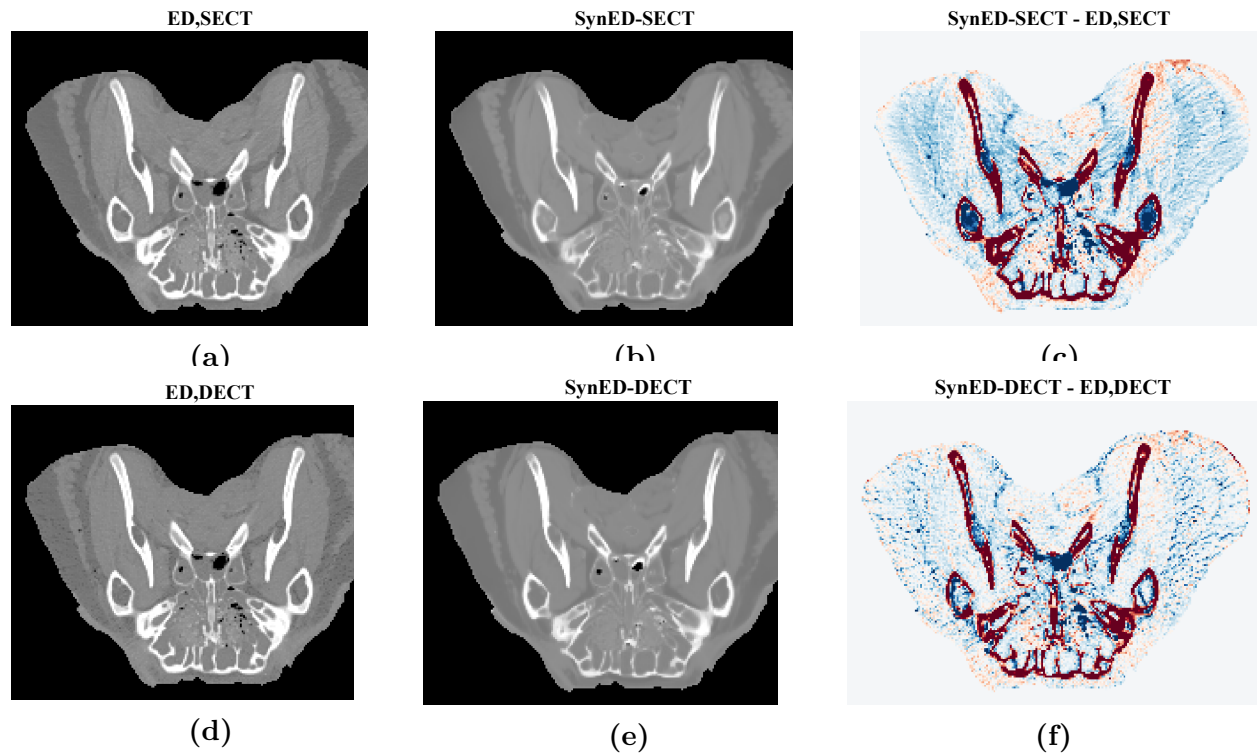 ED,SECT
SynED-SECT
SynED-SECT - ED,SECT
(a)
(b)
(c)
ED,DECT
SynED-DECT
SynED-DECT - ED,DECT
(d)
(e)
(f)